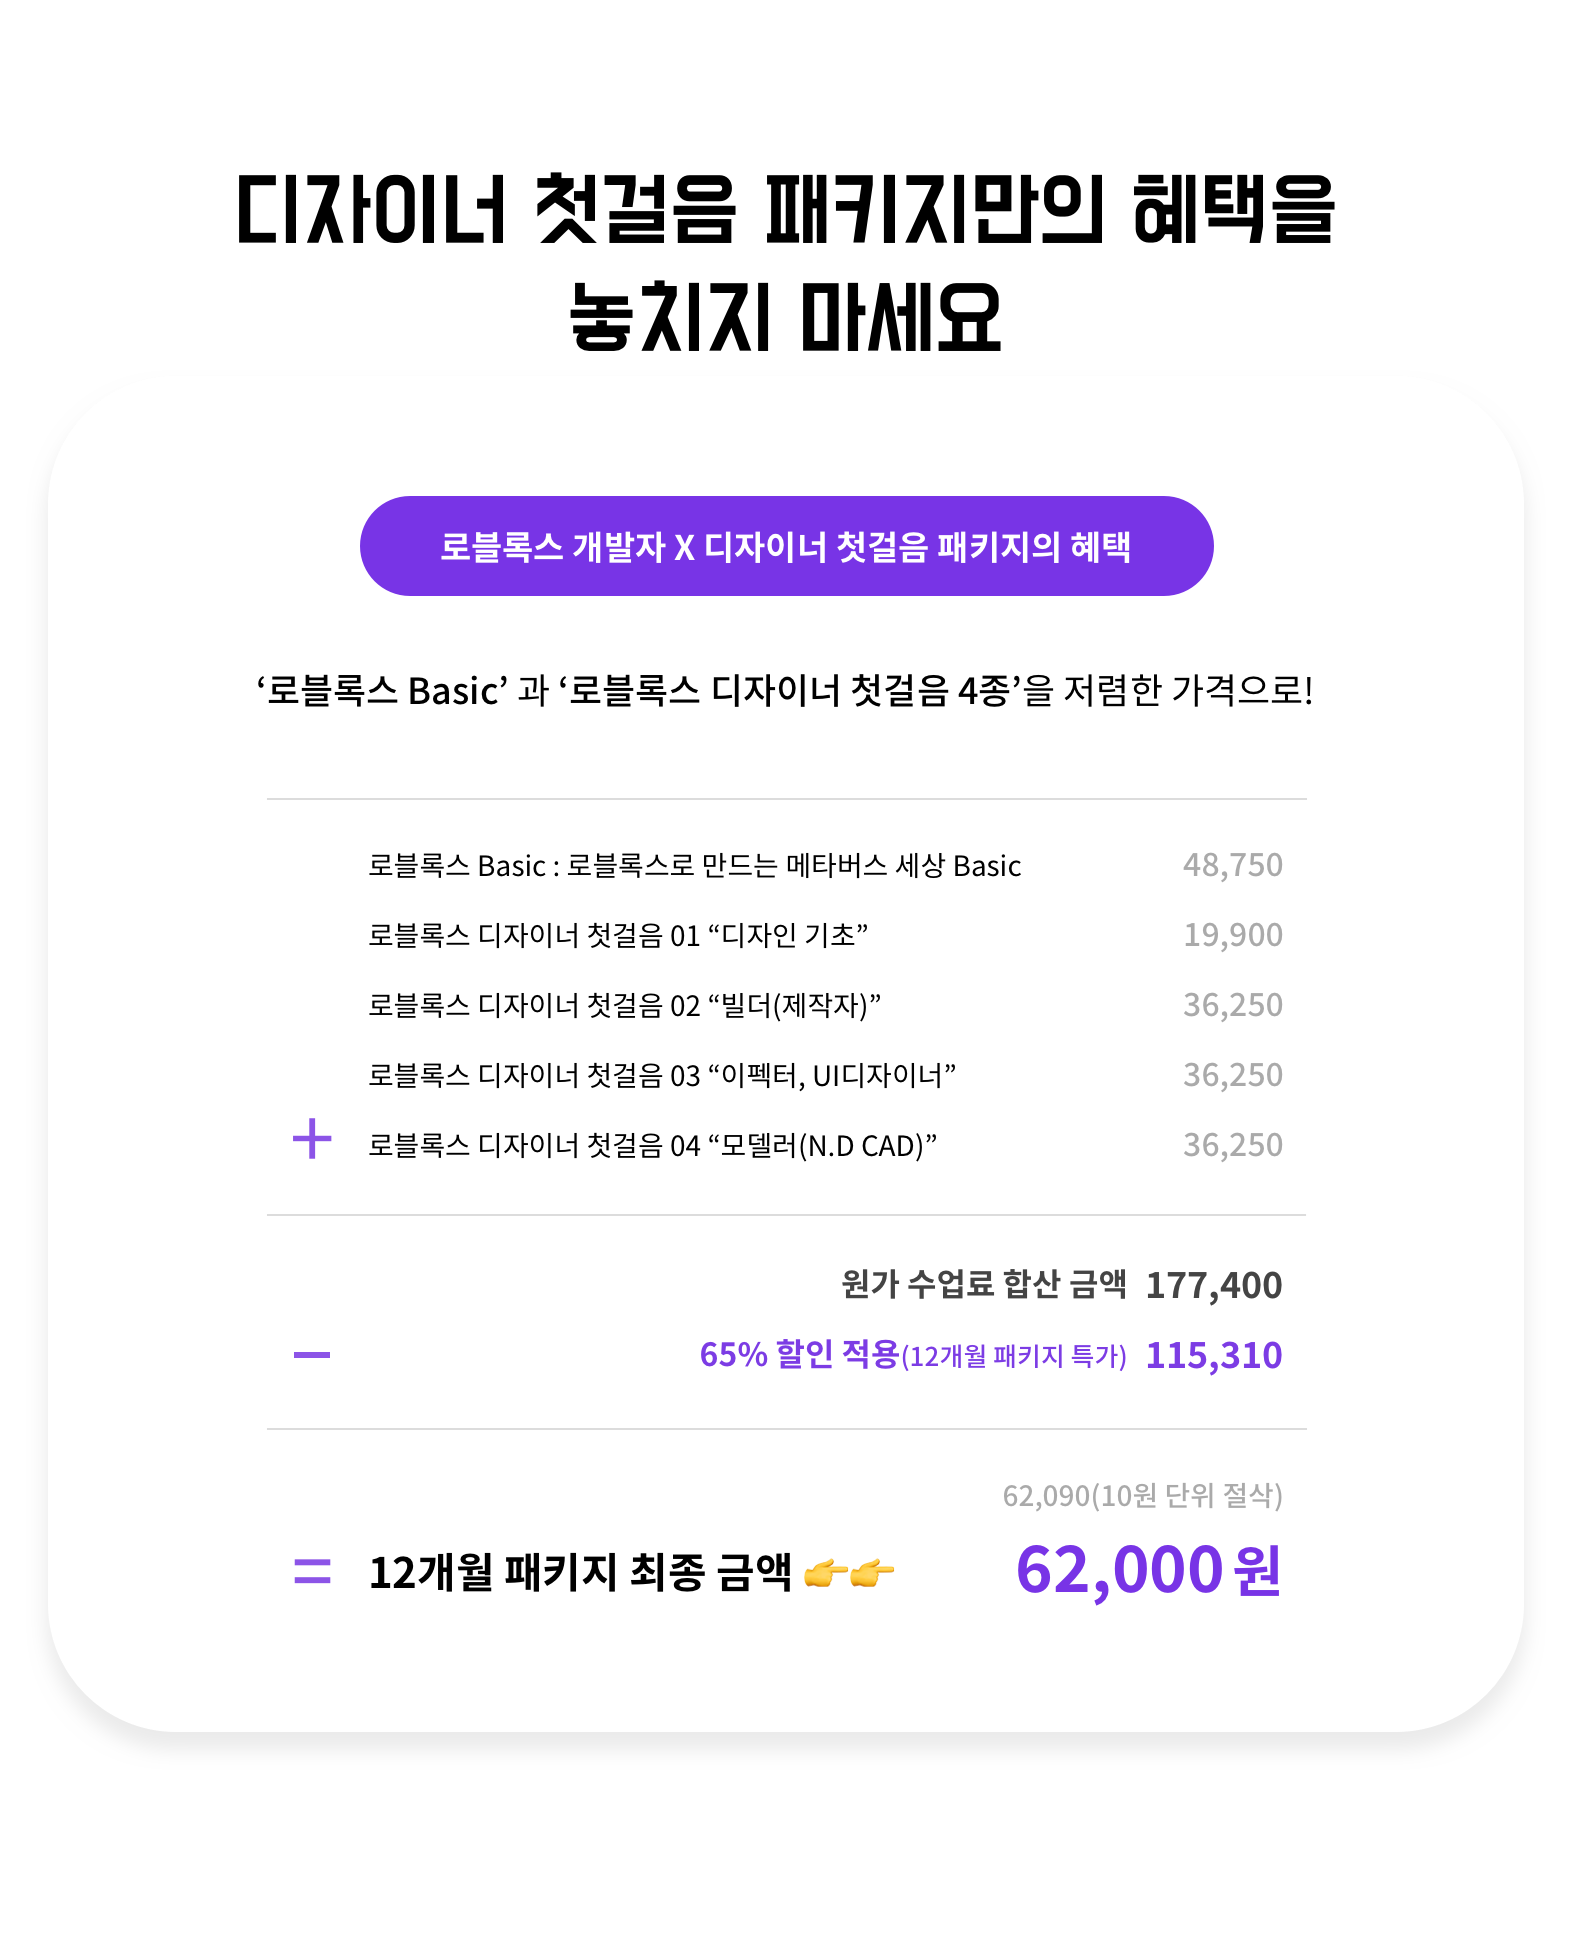 디자이너 첫걸음 패키지만의 혜택을
놓치지 마세요
로블록스 개발자 X 디자이너 첫걸음 패키지의 혜택
‘로블록스 Basic’ 과 ‘로블록스 디자이너 첫걸음 4종’을 저렴한 가격으로!
로블록스 Basic : 로블록스로 만드는 메타버스 세상 Basic 48,750
로블록스 디자이너 첫걸음 01 “디자인 기초” 19,900
로블록스 디자이너 첫걸음 02 “빌더(제작자)” 36,250
로블록스 디자이너 첫걸음 03 “이펙터, UI디자이너” 36,250
+ 로블록스 디자이너 첫걸음 04 “모델러(N.D CAD)” 36,250
원가 수업료 합산 금액 177,400
− 65% 할인 적용(12개월 패키지 특가) 115,310
62,090(10원 단위 절삭)
= 12개월 패키지 최종 금액 👉👉 62,000 원